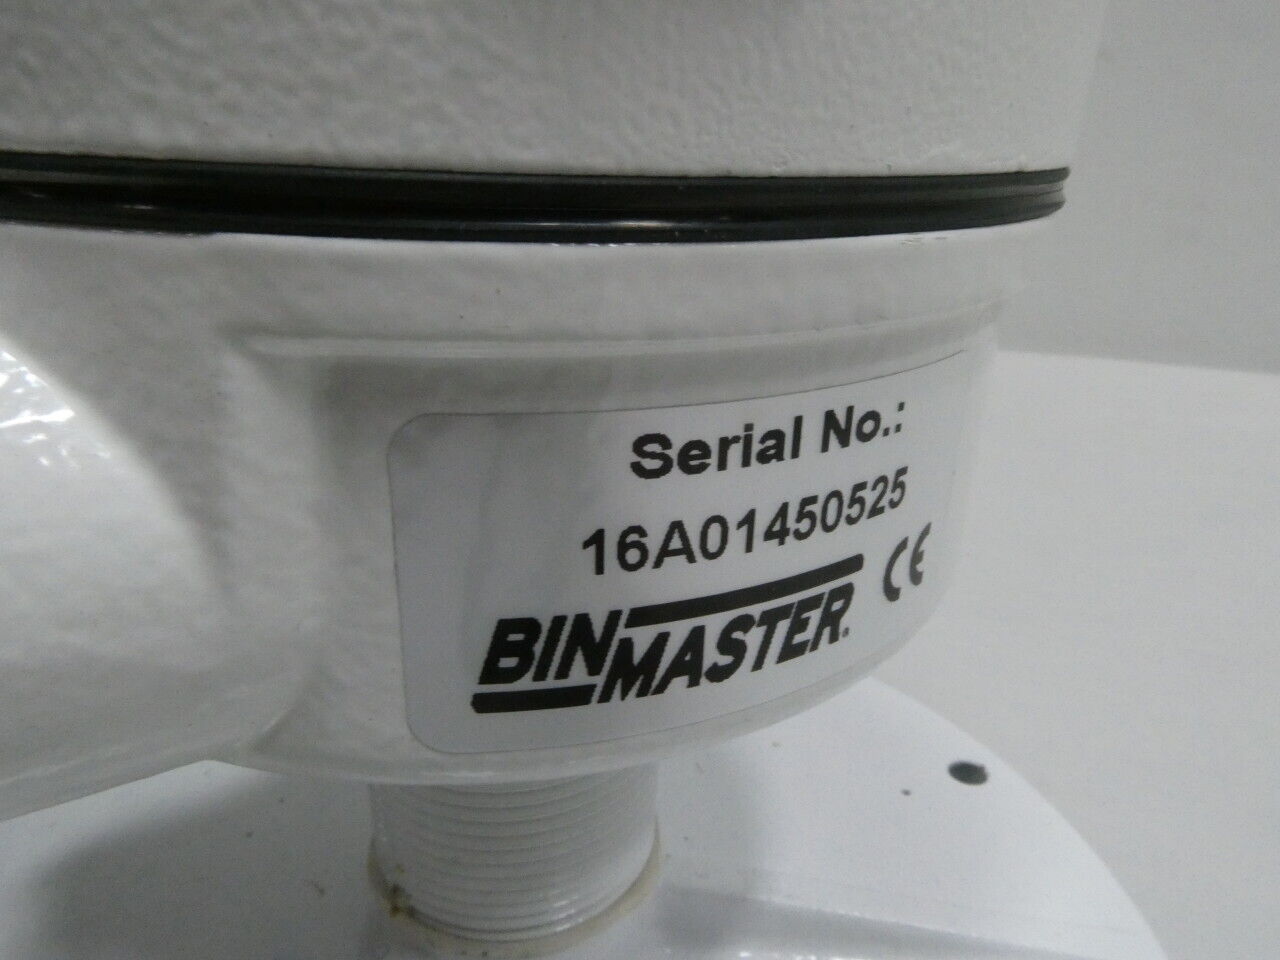 Serial No.:
16A01450525
CE
BINMASTER.